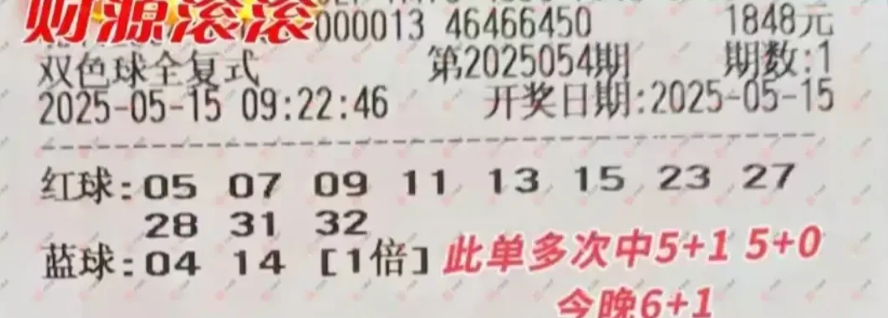 财源滚滚
000013 46466450 1848元
双色球全复式 第2025054期 期数:1
2025-05-15 09:22:46 开奖日期:2025-05-15
红球:05 07 09 11 13 15 23 27
28 31 32
蓝球:04 14 [1倍]
此单多次中5+1 5+0
今晚6+1